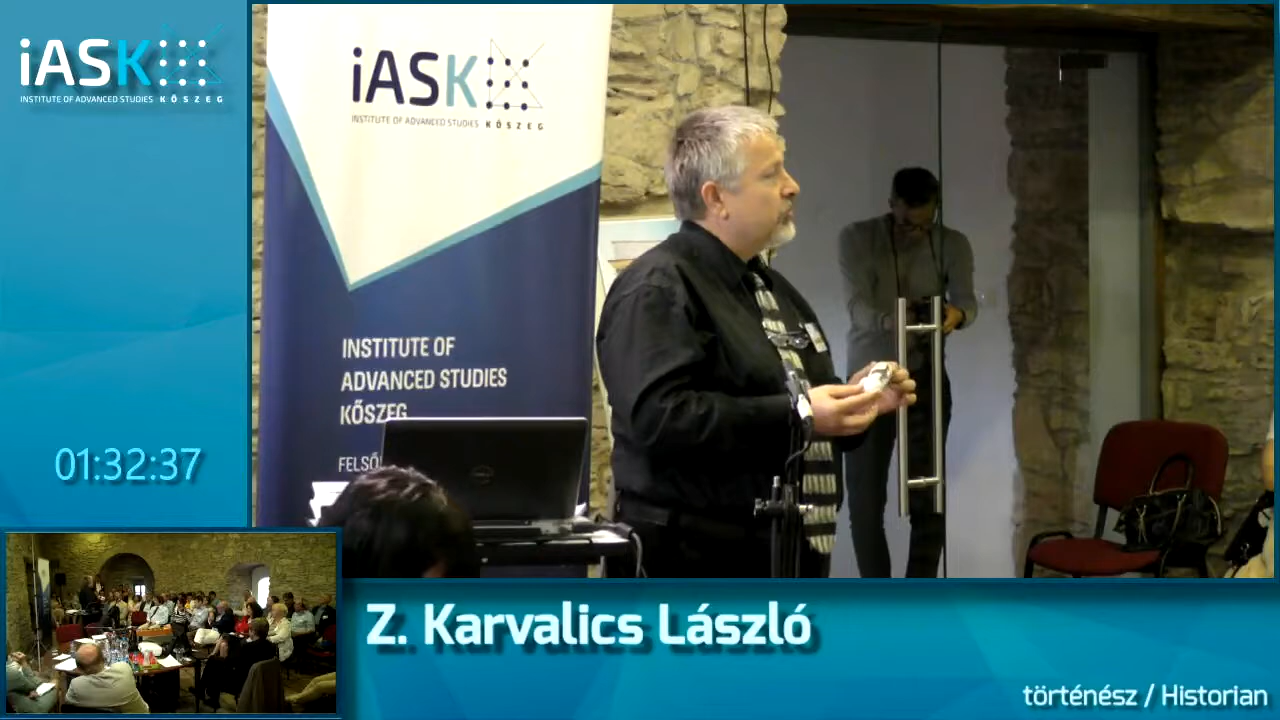 iASK
INSTITUTE OF ADVANCED STUDIES KŐSZEG
iASK
INSTITUTE OF ADVANCED STUDIES KŐSZEG
INSTITUTE OF
ADVANCED STUDIES
KŐSZEG
01:32:37
Z. Karvalics László
történész / Historian